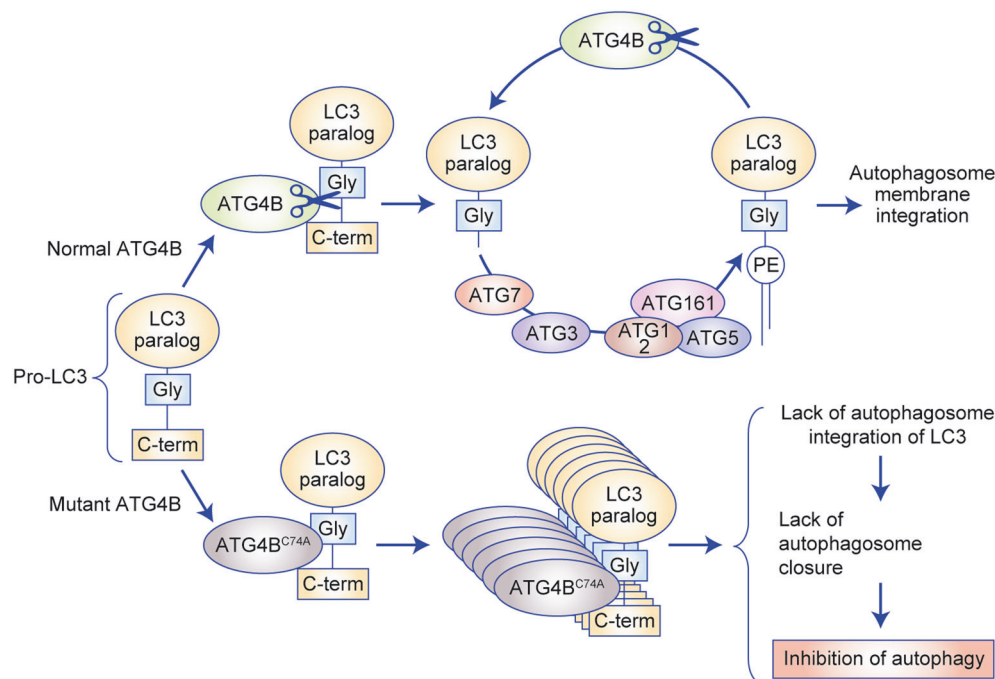 ATG4B
LC3
paralog
Gly
ATG4B
C-term
Normal ATG4B
LC3
paralog
Gly
LC3
paralog
Gly
PE
Autophagosome
membrane
integration
ATG7
ATG3
ATG161
ATG1
2
ATG5
Pro-LC3
LC3
paralog
Gly
C-term
Mutant ATG4B
LC3
paralog
Gly
ATG4BC74A
C-term
LC3
paralog
Gly
ATG4BC74A
C-term
Lack of autophagosome
integration of LC3
Lack of
autophagosome
closure
Inhibition of autophagy